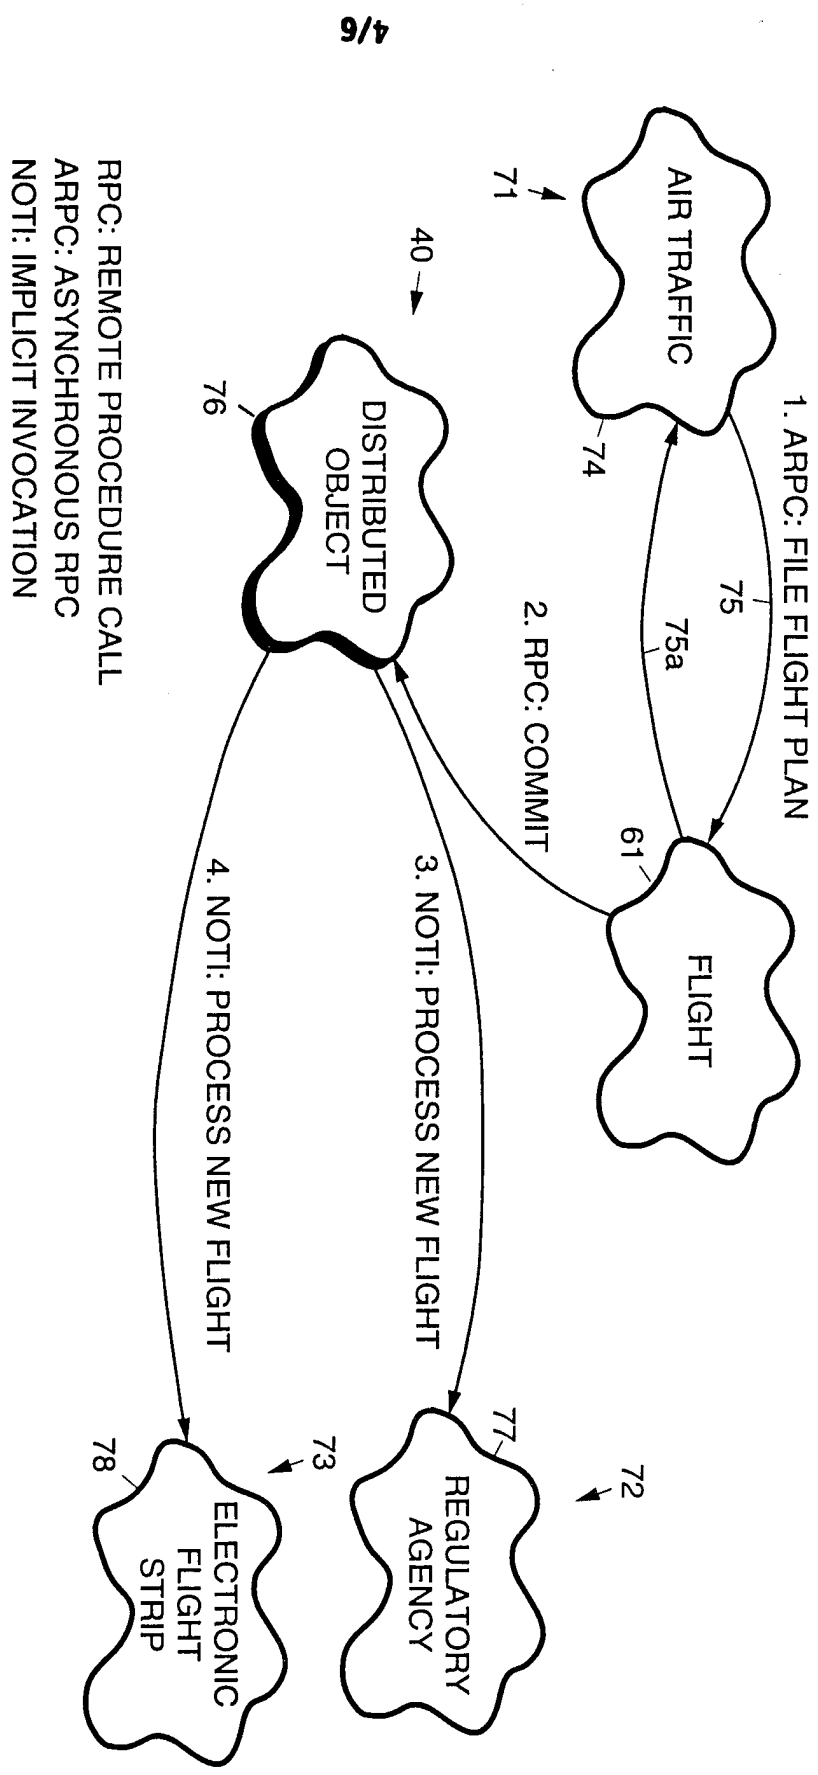 4/6
1. ARPC: FILE FLIGHT PLAN
AIR TRAFFIC
71
74
75
75a
61
FLIGHT
2. RPC: COMMIT
40
DISTRIBUTED
OBJECT
76
3. NOTI: PROCESS NEW FLIGHT
4. NOTI: PROCESS NEW FLIGHT
72
77
REGULATORY
AGENCY
73
78
ELECTRONIC
FLIGHT
STRIP
RPC: REMOTE PROCEDURE CALL
ARPC: ASYNCHRONOUS RPC
NOTI: IMPLICIT INVOCATION